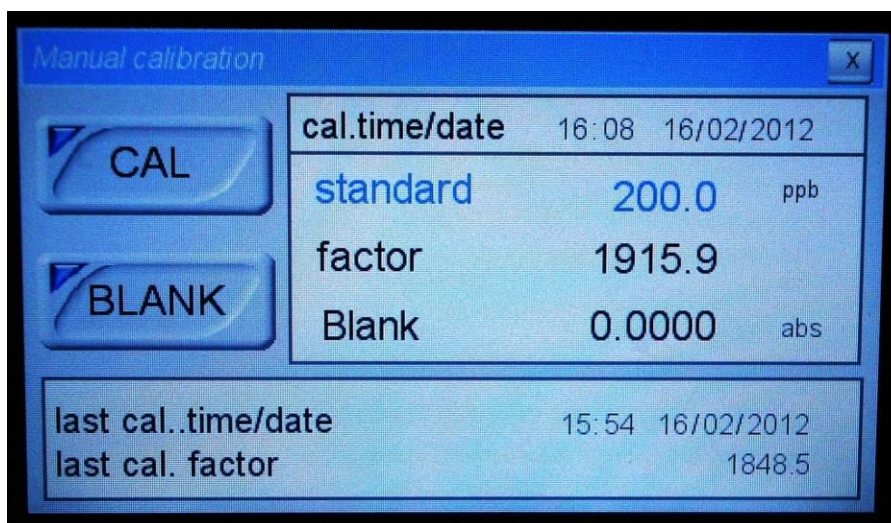 Manual calibration X
CAL
cal.time/date 16:08 16/02/2012
standard 200.0 ppb
factor 1915.9
BLANK
Blank 0.0000 abs
last cal..time/date 15:54 16/02/2012
last cal. factor 1848.5